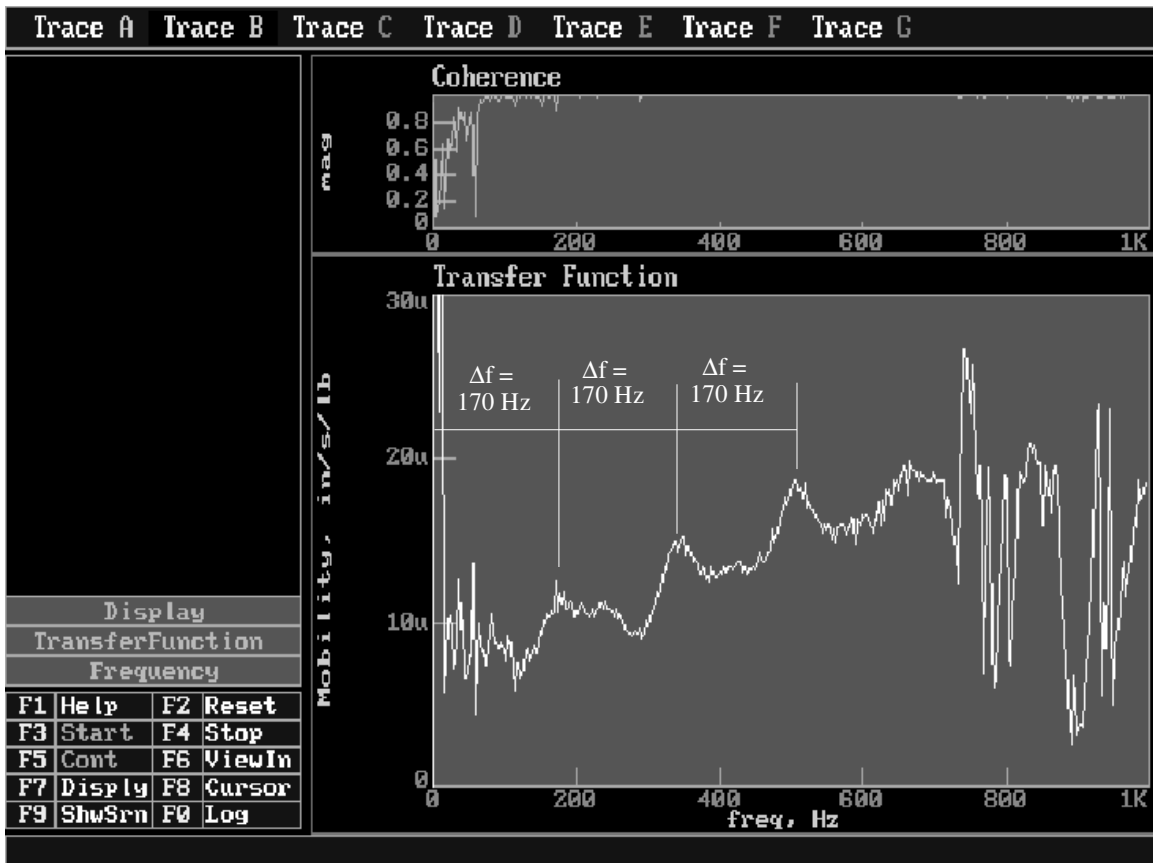 Trace A Trace B Trace C Trace D Trace E Trace F Trace G
Coherence
mag
0.8
0.6
0.4
0.2
0
0 200 400 600 800 1K
Transfer Function
Mobility, in/s/lb
30u
20u
10u
0
Δf =
170 Hz
Δf =
170 Hz
Δf =
170 Hz
0 200 400 600 800 1K
freq, Hz
Display
TransferFunction
Frequency
F1 Help F2 Reset
F3 Start F4 Stop
F5 Cont F6 ViewIn
F7 Disply F8 Cursor
F9 ShwSrn F0 Log